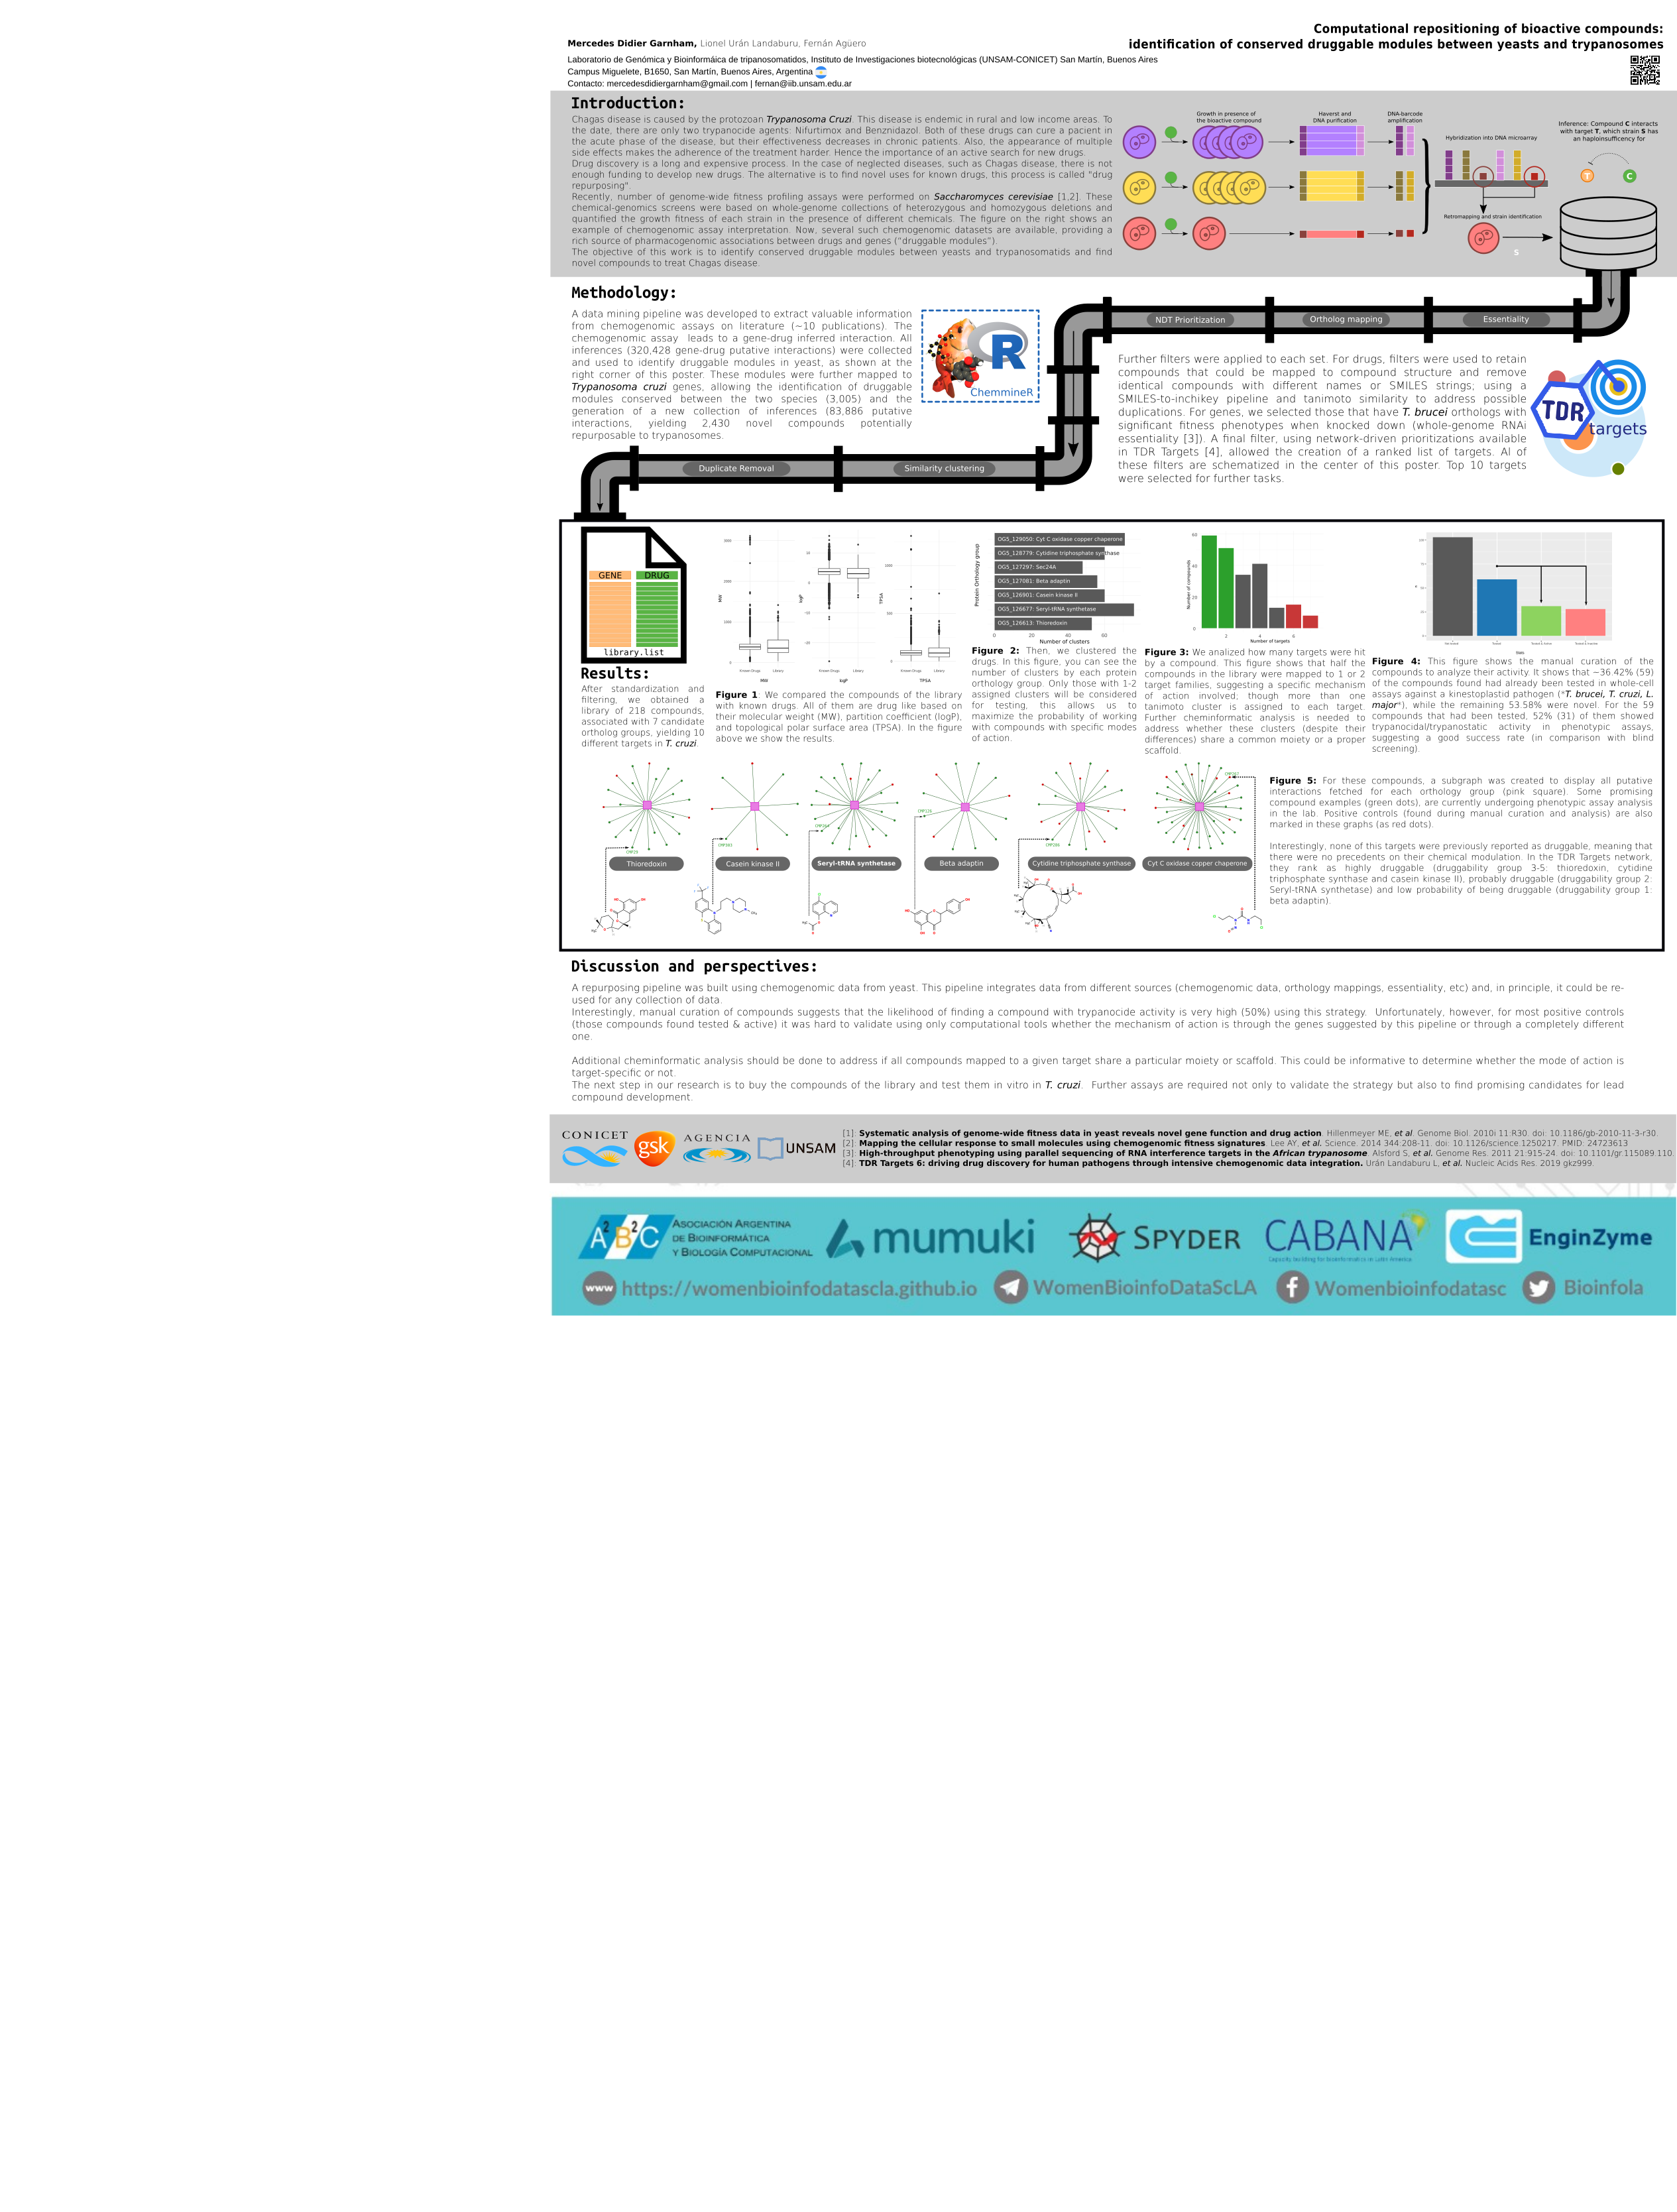 Computational repositioning of bioactive compounds:
identification of conserved druggable modules between yeasts and trypanosomes
Mercedes Didier Garnham, Lionel Urán Landaburu, Fernán Agüero
Laboratorio de Genómica y Bioinformáica de tripanosomatidos, Instituto de Investigaciones biotecnológicas (UNSAM-CONICET) San Martín, Buenos Aires
Campus Miguelete, B1650, San Martín, Buenos Aires, Argentina
Contacto: mercedesdidiergarnham@gmail.com | fernan@iib.unsam.edu.ar
Introduction:
Chagas disease is caused by the protozoan Trypanosoma Cruzi. This disease is endemic in rural and low income areas. To
the date, there are only two trypanocide agents: Nifurtimox and Benznidazol. Both of these drugs can cure a patient in
the acute phase of the disease, but their effectiveness decreases in chronic patients. Also, the appearance of multiple
side effects makes the adherence of the treatment harder. Hence the importance of an active search for new drugs.
Drug discovery is a long and expensive process. In the case of neglected diseases, such as Chagas disease, there is not
enough funding to develop new drugs. The alternative is to find novel uses for known drugs, this process is called "drug
repurposing".
Recently, number of genome-wide fitness profiling assays were performed on Saccharomyces cerevisiae [1,2]. These
chemical-genomics screens were based on whole-genome collections of heterozygous and homozygous deletions and
quantified the growth fitness of each strain in the presence of different chemicals. The figure on the right shows an
example of chemogenomic assay interpretation. Now, several such chemogenomic datasets are available, providing a
rich source of pharmacogenomic associations between drugs and genes ("druggable modules").
The objective of this work is to identify conserved druggable modules between yeasts and trypanosomatids and find
novel compounds to treat Chagas disease.
Growth in presence of
the bioactive compound
Haverst and
DNA purification
DNA-barcode
amplification
Hybridization into DNA microarray
Inference: Compound C interacts
with target T, which strain S has
an haploinsufficency for
T
C
Retromapping and strain identification
S
Methodology:
A data mining pipeline was developed to extract valuable information
from chemogenomic assays on literature (~10 publications). The
chemogenomic assay leads to a gene-drug inferred interaction. All
inferences (320,428 gene-drug putative interactions) were collected
and used to identify druggable modules in yeast, as shown at the
right corner of this poster. These modules were further mapped to
Trypanosoma cruzi genes, allowing the identification of druggable
modules conserved between the two species (3,005) and the
generation of a new collection of inferences (83,886 putative
interactions, yielding 2,430 novel compounds potentially
repurposable to trypanosomes.
R
ChemmineR
NDT Prioritization
Ortholog mapping
Essentiality
Further filters were applied to each set. For drugs, filters were used to retain
compounds that could be mapped to compound structure and remove
identical compounds with different names or SMILES strings; using a
SMILES-to-inchikey pipeline and tanimoto similarity to address possible
duplications. For genes, we selected those that have T. brucei orthologs with
significant fitness phenotypes when knocked down (whole-genome RNAi
essentiality [3]). A final filter, using network-driven prioritizations available
in TDR Targets [4], allowed the creation of a ranked list of targets. Al of
these filters are schematized in the center of this poster. Top 10 targets
were selected for further tasks.
TDR
targets
Duplicate Removal
Similarity clustering
GENE
DRUG
library.list
Results:
After standardization and
filtering, we obtained a
library of 218 compounds,
associated with 7 candidate
ortholog groups, yielding 10
different targets in T. cruzi.
MW
logP
TPSA
Known Drugs
Library
Known Drugs
Library
Known Drugs
Library
MW
logP
TPSA
Figure 1: We compared the compounds of the library
with known drugs. All of them are drug like based on
their molecular weight (MW), partition coefficient (logP),
and topological polar surface area (TPSA). In the figure
above we show the results.
Protein Orthology group
OG5_129050: Cyt C oxidase copper chaperone
OG5_128779: Cytidine triphosphate synthase
OG5_127297: Sec24A
OG5_127081: Beta adaptin
OG5_126901: Casein kinase II
OG5_126677: Seryl-tRNA synthetase
OG5_126613: Thioredoxin
0 20 40 60
Number of clusters
Figure 2: Then, we clustered the
drugs. In this figure, you can see the
number of clusters by each protein
orthology group. Only those with 1-2
assigned clusters will be considered
for testing, this allows us to
maximize the probability of working
with compounds with specific modes
of action.
Number of compounds
60
40
20
0
2 4 6
Number of targets
Figure 3: We analized how many targets were hit
by a compound. This figure shows that half the
compounds in the library were mapped to 1 or 2
target families, suggesting a specific mechanism
of action involved; though more than one
tanimoto cluster is assigned to each target.
Further cheminformatic analysis is needed to
address whether these clusters (despite their
differences) share a common moiety or a proper
scaffold.
Figure 4: This figure shows the manual curation of the
compounds to analyze their activity. It shows that ~36.42% (59)
of the compounds found had already been tested in whole-cell
assays against a kinestoplastid pathogen (*T. brucei, T. cruzi, L.
major*), while the remaining 53.58% were novel. For the 59
compounds that had been tested, 52% (31) of them showed
trypanocidal/trypanostatic activity in phenotypic assays,
suggesting a good success rate (in comparison with blind
screening).
Thioredoxin
Casein kinase II
Seryl-tRNA synthetase
Beta adaptin
Cytidine triphosphate synthase
Cyt C oxidase copper chaperone
Figure 5: For these compounds, a subgraph was created to display all putative
interactions fetched for each orthology group (pink square). Some promising
compound examples (green dots), are currently undergoing phenotypic assay analysis
in the lab. Positive controls (found during manual curation and analysis) are also
marked in these graphs (as red dots).
Interestingly, none of this targets were previously reported as druggable, meaning that
there were no precedents on their chemical modulation. In the TDR Targets network,
they rank as highly druggable (druggability group 3-5: thioredoxin, cytidine
triphosphate synthase and casein kinase II), probably druggable (druggability group 2:
Seryl-tRNA synthetase) and low probability of being druggable (druggability group 1:
beta adaptin).
Discussion and perspectives:
A repurposing pipeline was built using chemogenomic data from yeast. This pipeline integrates data from different sources (chemogenomic data, orthology mappings, essentiality, etc) and, in principle, it could be re-
used for any collection of data.
Interestingly, manual curation of compounds suggests that the likelihood of finding a compound with trypanocide activity is very high (50%) using this strategy. Unfortunately, however, for most positive controls
(those compounds found tested & active) it was hard to validate using only computational tools whether the mechanism of action is through the genes suggested by this pipeline or through a completely different
one.
Additional cheminformatic analysis should be done to address if all compounds mapped to a given target share a particular moiety or scaffold. This could be informative to determine whether the mode of action is
target-specific or not.
The next step in our research is to buy the compounds of the library and test them in vitro in T. cruzi. Further assays are required not only to validate the strategy but also to find promising candidates for lead
compound development.
CONICET
gsk
AGENCIA
UNSAM
[1]: Systematic analysis of genome-wide fitness data in yeast reveals novel gene function and drug action. Hillenmeyer ME, et al. Genome Biol. 2010i 11:R30. doi: 10.1186/gb-2010-11-3-r30.
[2]: Mapping the cellular response to small molecules using chemogenomic fitness signatures. Lee AY, et al. Science. 2014 344:208-11. doi: 10.1126/science.1250217. PMID: 24723613
[3]: High-throughput phenotyping using parallel sequencing of RNA interference targets in the African trypanosome. Alsford S, et al. Genome Res. 2011 21:915-24. doi: 10.1101/gr.115089.110.
[4]: TDR Targets 6: driving drug discovery for human pathogens through intensive chemogenomic data integration. Urán Landaburu L, et al. Nucleic Acids Res. 2019 gkz999.
A2B2C
ASOCIACIÓN ARGENTINA
DE BIOINFORMÁTICA
Y BIOLOGÍA COMPUTACIONAL
mumuki
SPYDER
CABANA
Capacity building for bioinformatics in Latin America
EnginZyme
www
https://womenbioinfodatascla.github.io
WomenBioinfoDataScLA
Womenbioinfodatasc
Bioinfola